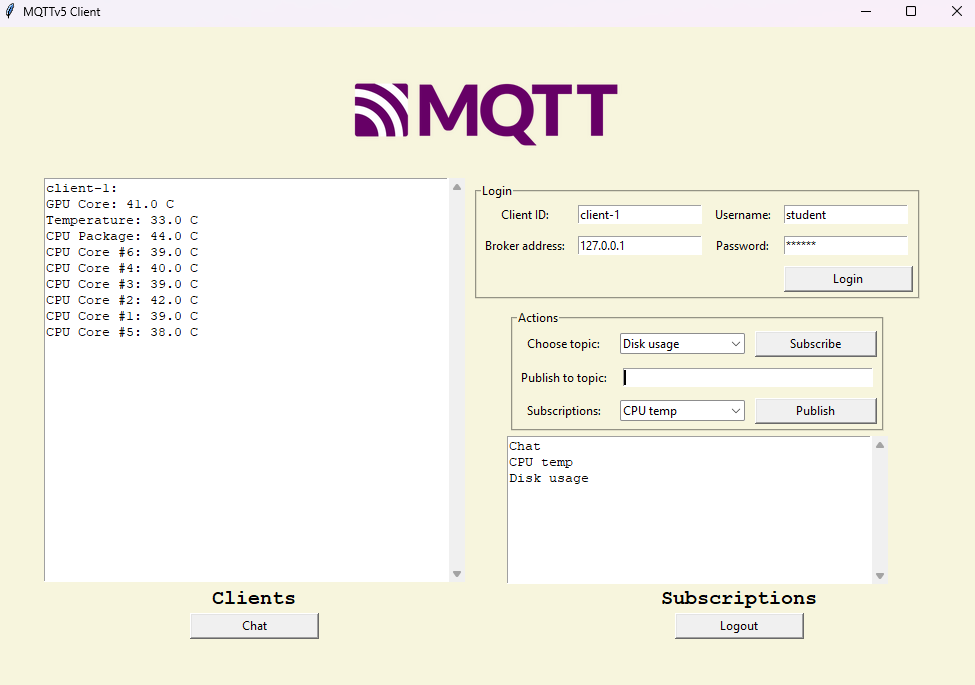 MQTTv5 Client
MQTT
client-1:
GPU Core: 41.0 C
Temperature: 33.0 C
CPU Package: 44.0 C
CPU Core #6: 39.0 C
CPU Core #4: 40.0 C
CPU Core #3: 39.0 C
CPU Core #2: 42.0 C
CPU Core #1: 39.0 C
CPU Core #5: 38.0 C
Clients
Chat
Login
Client ID: client-1 Username: student
Broker address: 127.0.0.1 Password: ******
Login
Actions
Choose topic: Disk usage Subscribe
Publish to topic:
Subscriptions: CPU temp Publish
Chat
CPU temp
Disk usage
Subscriptions
Logout